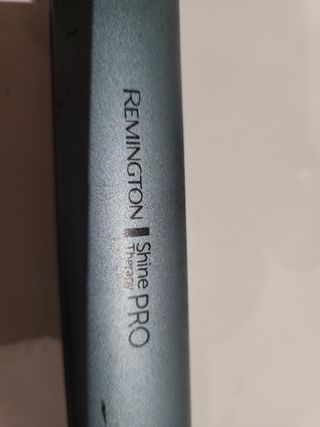 REMINGTON
Shine
Therapy
PRO